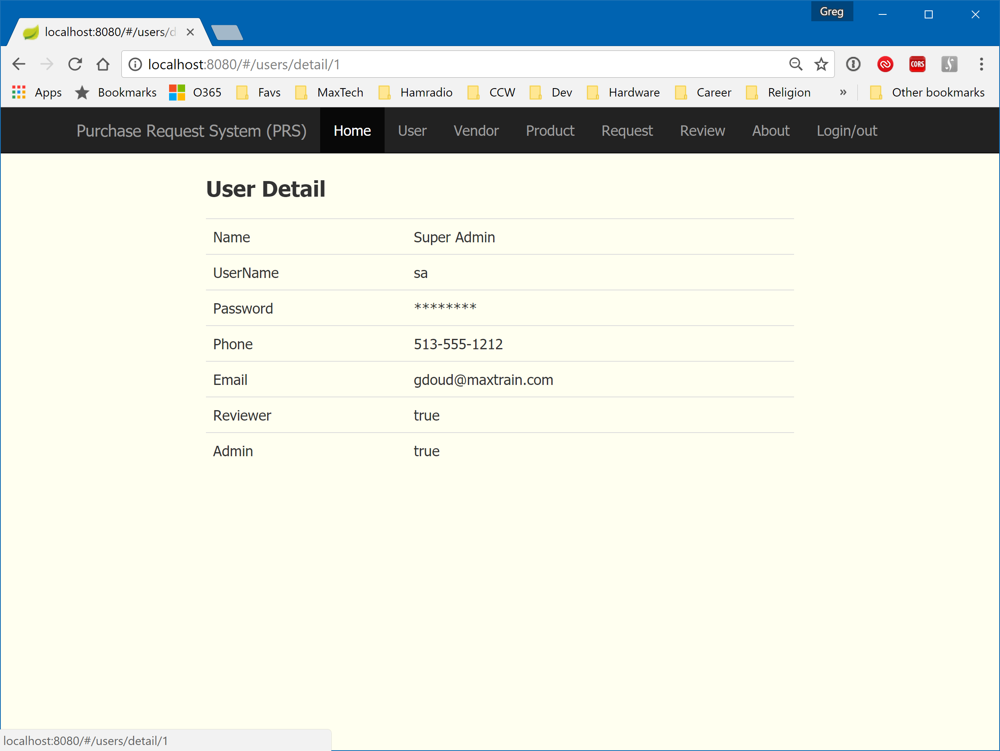 Greg
localhost:8080/#/users/d
localhost:8080/#/users/detail/1
CORS
Apps Bookmarks O365 Favs MaxTech Hamradio CCW Dev Hardware Career Religion » Other bookmarks
Purchase Request System (PRS) Home User Vendor Product Request Review About Login/out
User Detail
Name Super Admin
UserName sa
Password ********
Phone 513-555-1212
Email gdoud@maxtrain.com
Reviewer true
Admin true
localhost:8080/#/users/detail/1